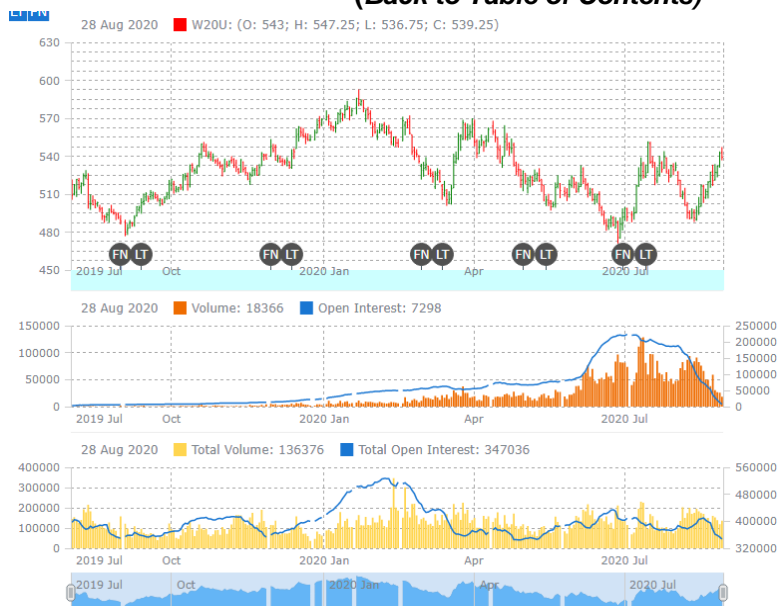 (Back to Table of Contents)
LT FN
28 Aug 2020 W20U: (O: 543; H: 547.25; L: 536.75; C: 539.25)
630
600
570
540
510
480
FN LT FN LT FN LT FN LT FN LT
450 2019 Jul Oct 2020 Jan Apr 2020 Jul
28 Aug 2020 Volume: 18366 Open Interest: 7298
150000 250000
200000
100000 150000
100000
50000 50000
0 0
2019 Jul Oct 2020 Jan Apr 2020 Jul
28 Aug 2020 Total Volume: 136376 Total Open Interest: 347036
400000 560000
300000 480000
200000
100000 400000
0 320000
2019 Jul Oct 2020 Jan Apr 2020 Jul
2019 Jul Oct 2020 Jan Apr 2020 Jul